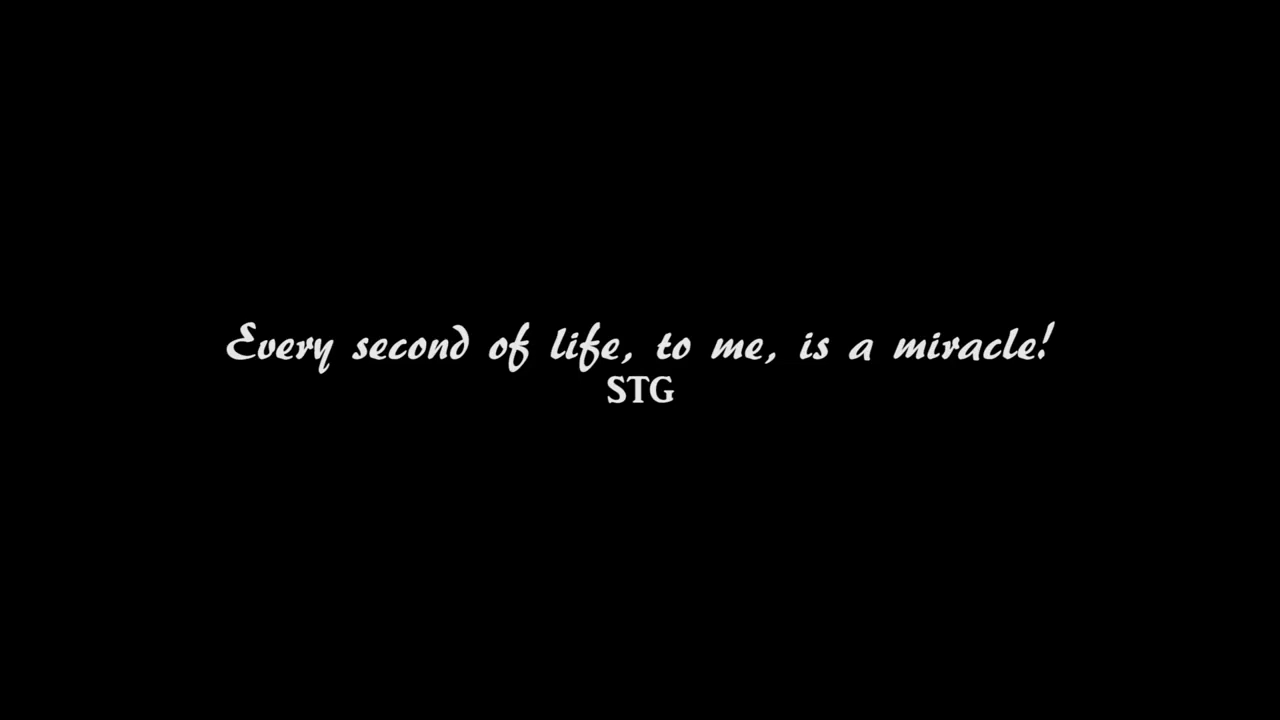 Every second of life, to me, is a miracle!
STG